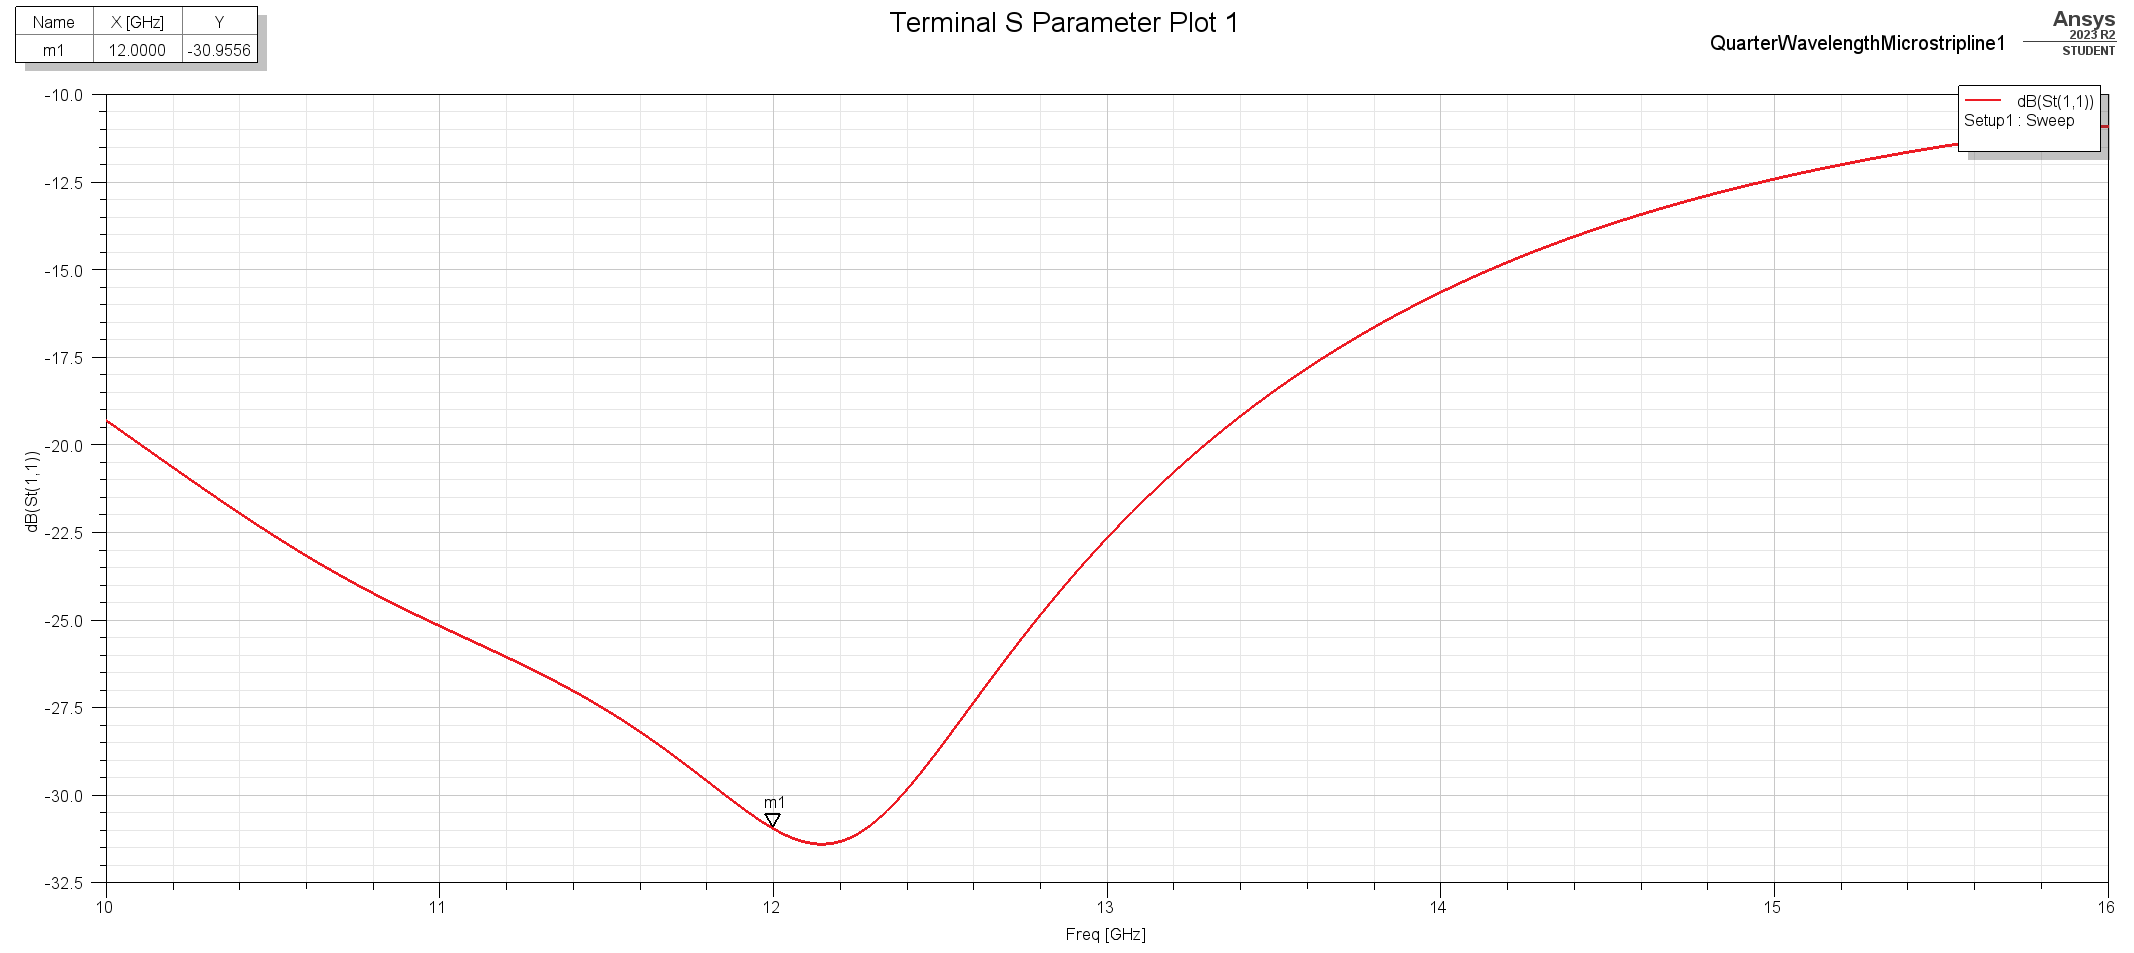 Name X [GHz] Y
m1 12.0000 -30.9556
Terminal S Parameter Plot 1
QuarterWavelengthMicrostripline1
Ansys
2023 R2
STUDENT
dB(St(1,1))
Setup1 : Sweep
-10.0
-12.5
-15.0
-17.5
-20.0
-22.5
-25.0
-27.5
-30.0
-32.5
dB(St(1,1))
m1
10 11 12 13 14 15 16
Freq [GHz]